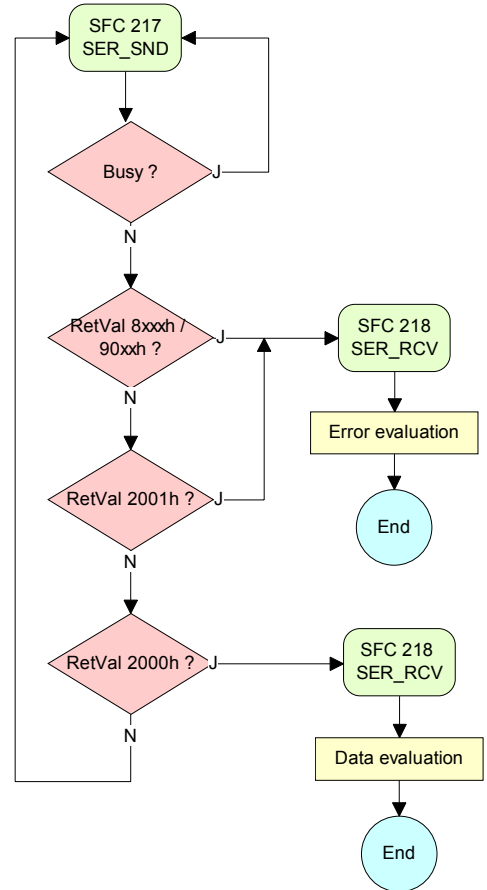 SFC 217
SER_SND
Busy ?
J
N
RetVal 8xxxh /
90xxh ?
J
SFC 218
SER_RCV
N
Error evaluation
RetVal 2001h ?
J
End
N
RetVal 2000h ?
J
SFC 218
SER_RCV
N
Data evaluation
End